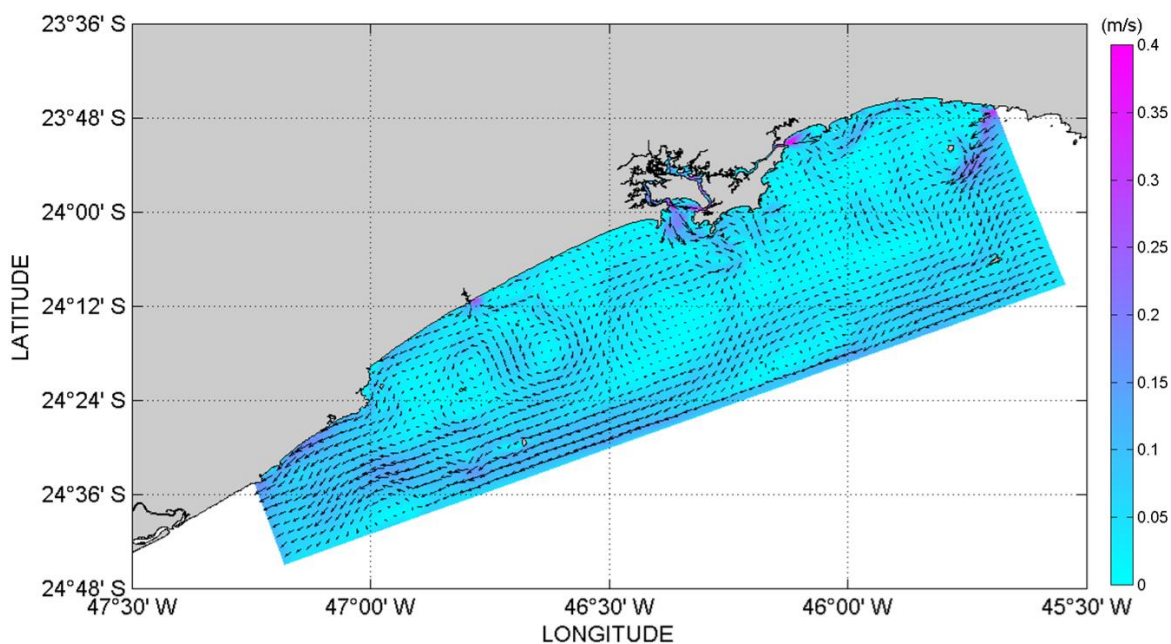 (m/s)
23°36' S
23°48' S
24°00' S
24°12' S
24°24' S
24°36' S
24°48' S
LATITUDE
47°30' W
47°00' W
46°30' W
46°00' W
45°30' W
LONGITUDE
0.4
0.35
0.3
0.25
0.2
0.15
0.1
0.05
0